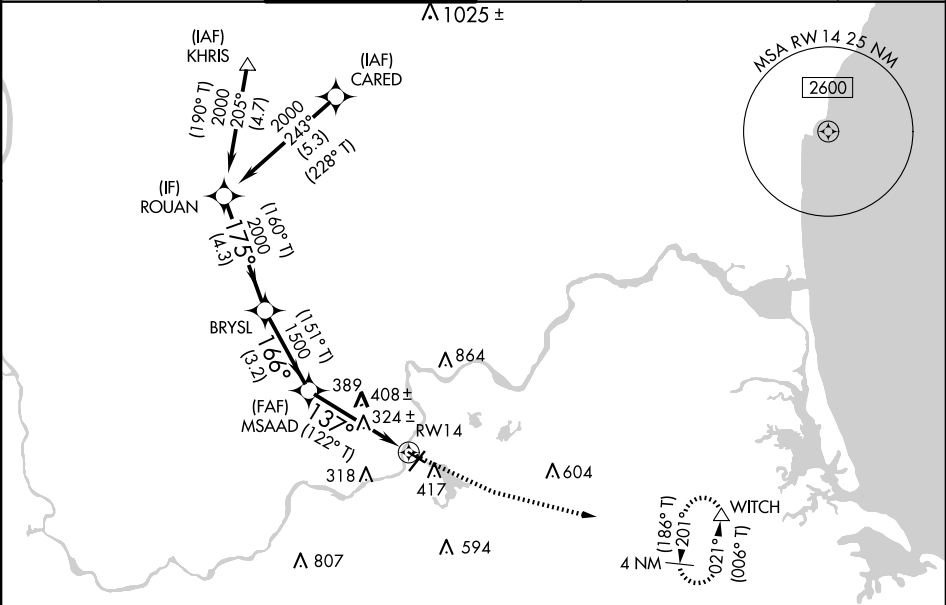 1025 ±
(IAF)
KHRIS
(IAF)
CARED
MSA RW 14 25 NM
2600
(190° T)
2000
205°
(4.7)
2000
243°
(5.3)
(228° T)
(IF)
ROUAN
(160° T)
2000
175°
(4.3)
BRYSL
(151° T)
1500
166°
(3.2)
864
389
408 ±
324 ±
(FAF)
MSAAD
137°
(122° T)
RW14
318
417
604
WITCH
(186° T)
201°
021°
(006° T)
4 NM
807
594